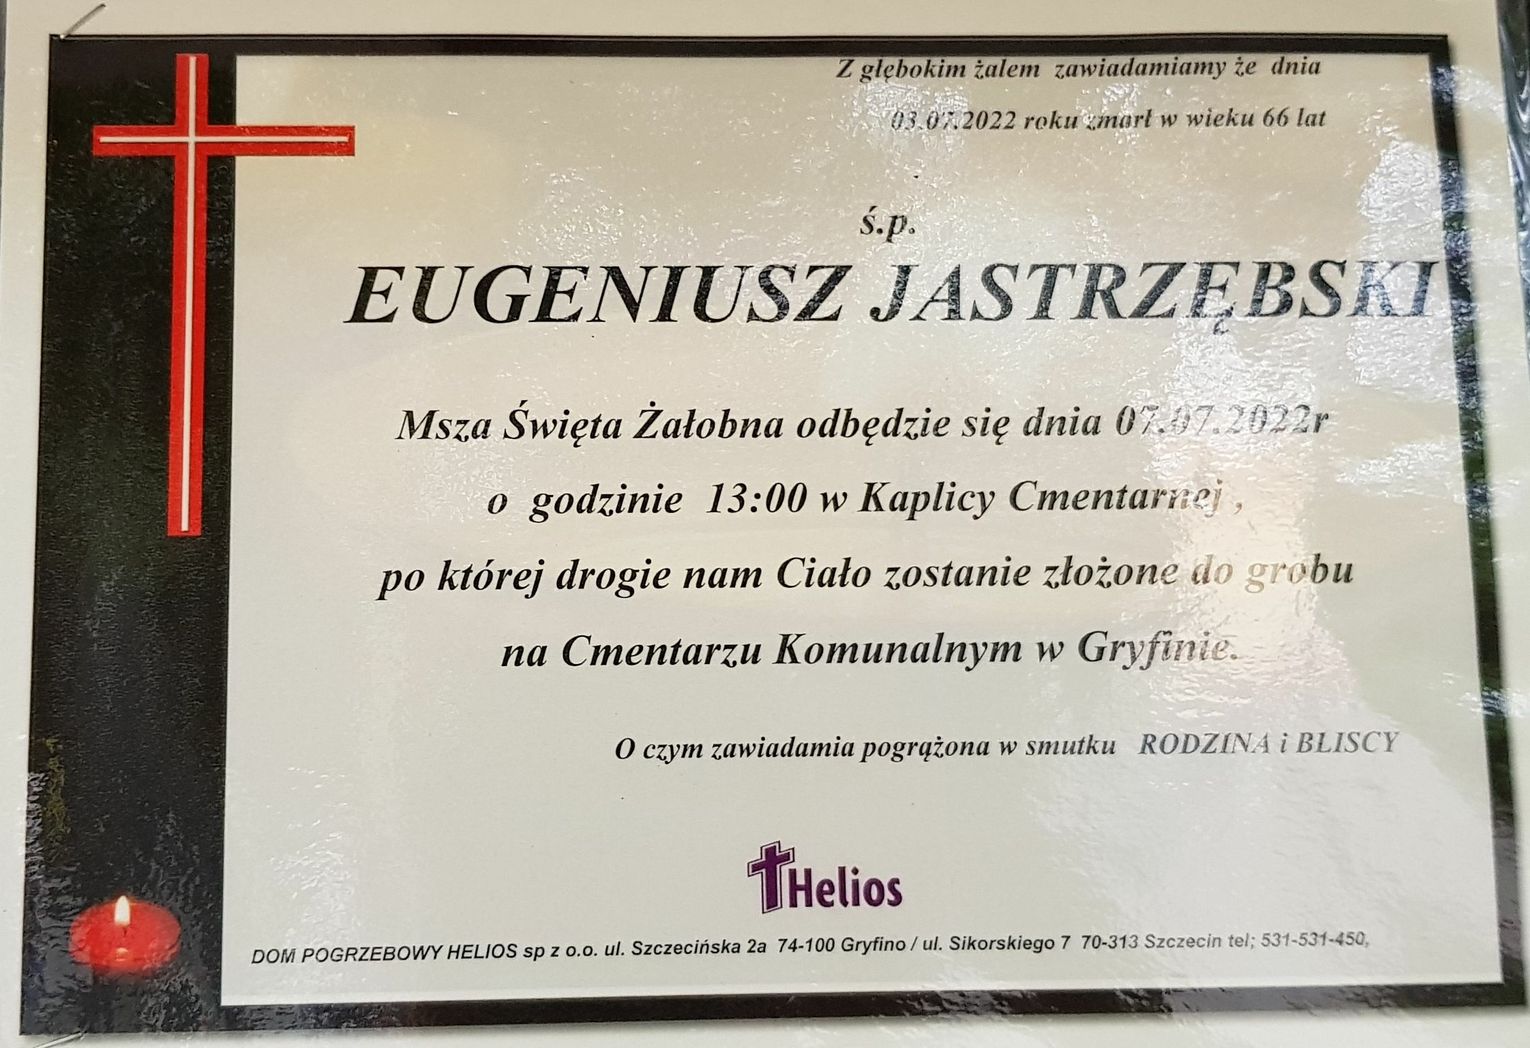 Z głębokim żalem zawiadamiamy że dnia
03.07.2022 roku zmarł w wieku 66 lat
ś.p.
EUGENIUSZ JASTRZĘBSKI
Msza Święta Żałobna odbędzie się dnia 07.07.2022r
o godzinie 13:00 w Kaplicy Cmentarnej ,
po której drogie nam Ciało zostanie złożone do grobu
na Cmentarzu Komunalnym w Gryfinie.
O czym zawiadamia pogrążona w smutku RODZINA i BLISCY
Helios
DOM POGRZEBOWY HELIOS sp z o.o. ul. Szczecińska 2a 74-100 Gryfino / ul. Sikorskiego 7 70-313 Szczecin tel; 531-531-450,